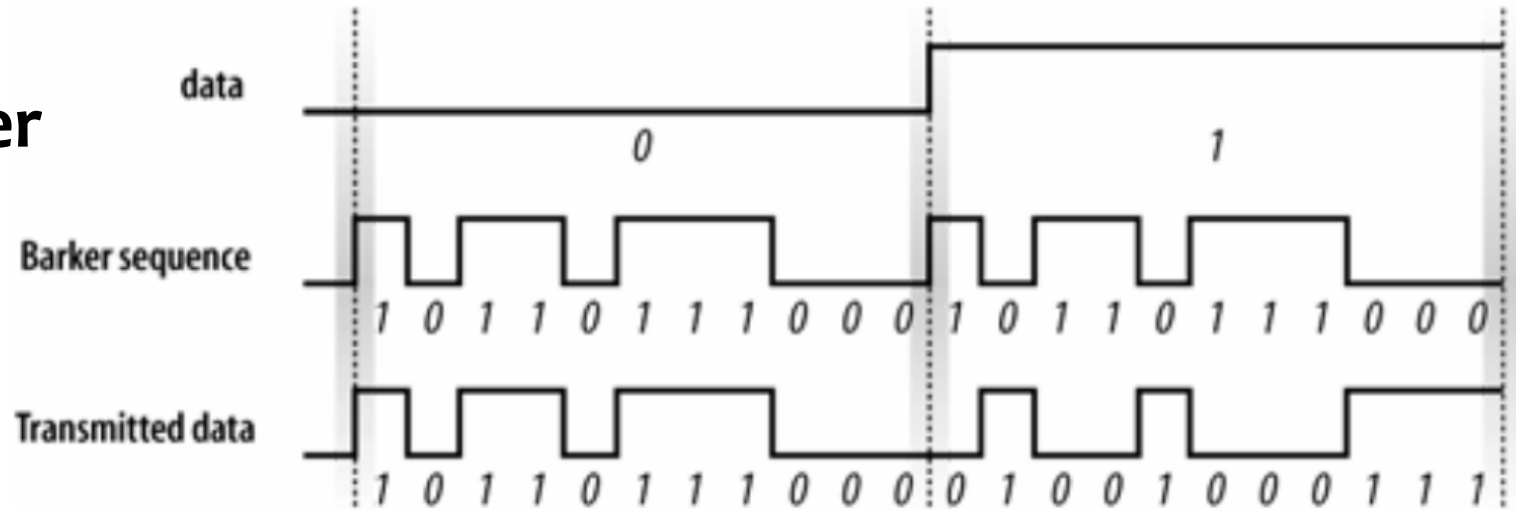 data
er
0 1
Barker sequence
1 0 1 1 0 1 1 1 0 0 0 1 0 1 1 0 1 1 1 0 0 0
Transmitted data
1 0 1 1 0 1 1 1 0 0 0 0 1 0 0 1 0 0 0 1 1 1